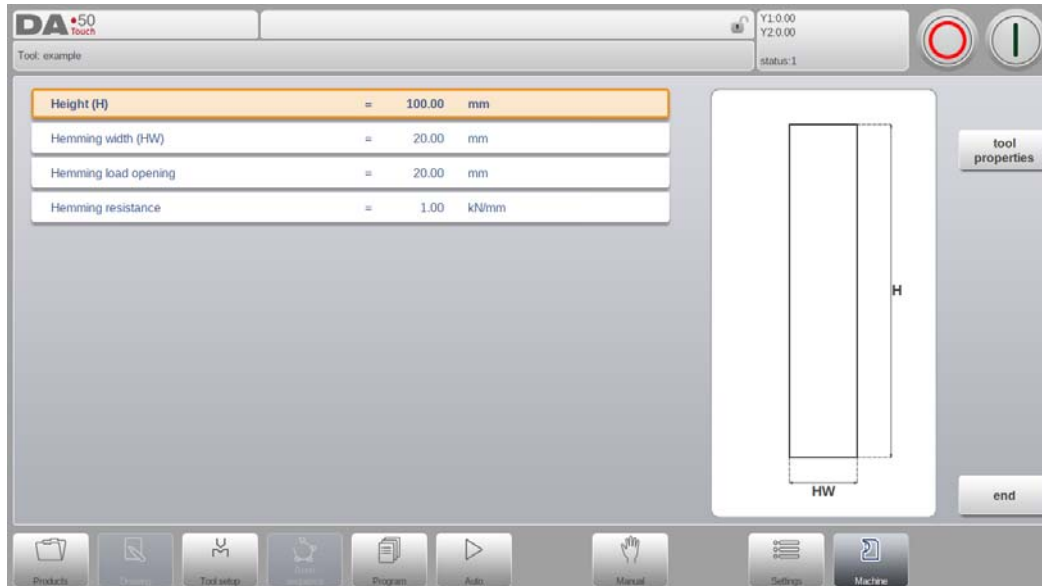 DA•50
Touch
Y1:0.00
Y2:0.00
Tool: example
status:1
Height (H) = 100.00 mm
Hemming width (HW) = 20.00 mm
Hemming load opening = 20.00 mm
Hemming resistance = 1.00 kN/mm
H
HW
tool
properties
end
Products
Drawing
Tool setup
sequence
Program
Auto
Manual
Settings
Machine